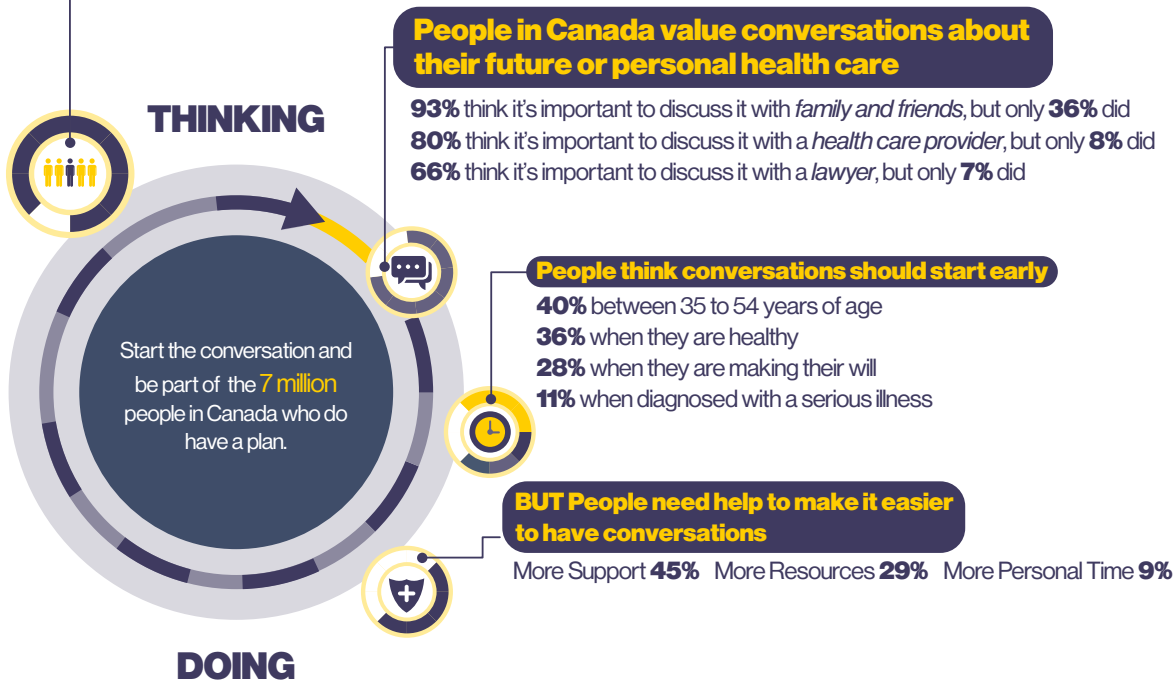 People in Canada value conversations about
their future or personal health care
THINKING
93% think it's important to discuss it with family and friends, but only 36% did
80% think it's important to discuss it with a health care provider, but only 8% did
66% think it's important to discuss it with a lawyer, but only 7% did
People think conversations should start early
40% between 35 to 54 years of age
36% when they are healthy
28% when they are making their will
11% when diagnosed with a serious illness
Start the conversation and
be part of the 7 million
people in Canada who do
have a plan.
BUT People need help to make it easier
to have conversations
More Support 45% More Resources 29% More Personal Time 9%
DOING